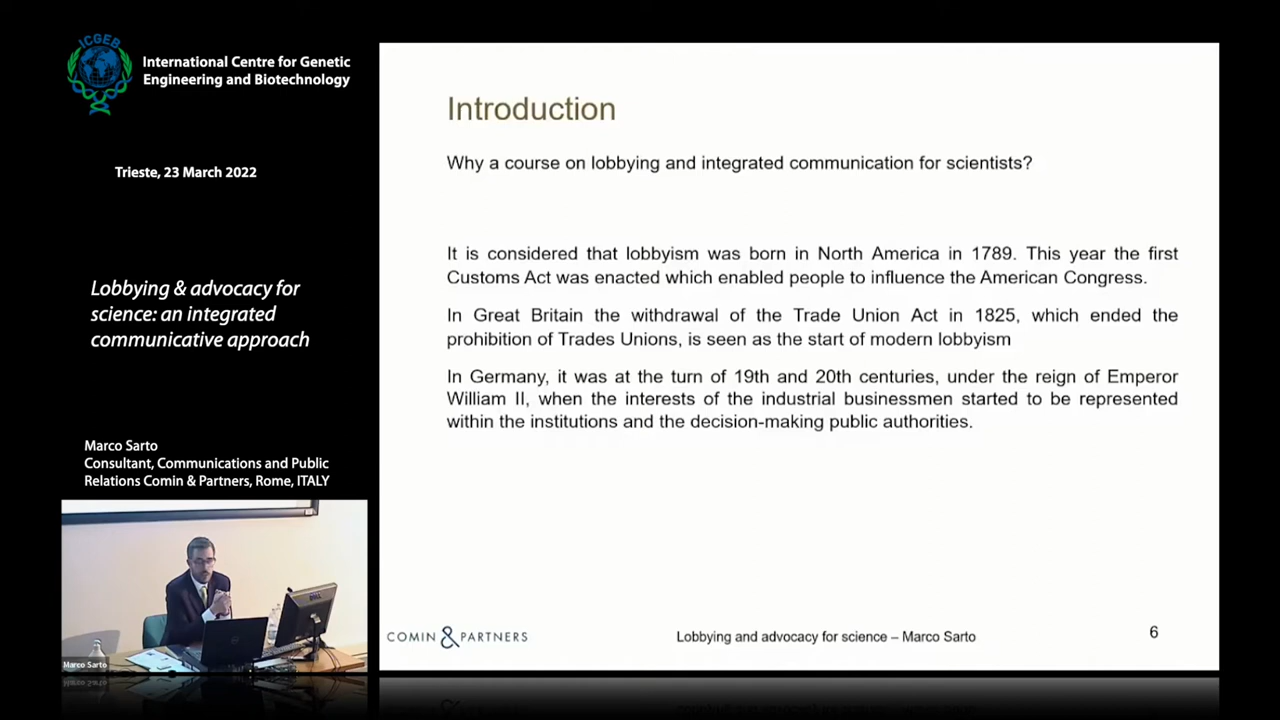 ICGEB
International Centre for Genetic
Engineering and Biotechnology
Trieste, 23 March 2022
Lobbying & advocacy for
science: an integrated
communicative approach
Marco Sarto
Consultant, Communications and Public
Relations Comin & Partners, Rome, ITALY
Marco Sarto
Introduction
Why a course on lobbying and integrated communication for scientists?
It is considered that lobbyism was born in North America in 1789. This year the first
Customs Act was enacted which enabled people to influence the American Congress.
In Great Britain the withdrawal of the Trade Union Act in 1825, which ended the
prohibition of Trades Unions, is seen as the start of modern lobbyism
In Germany, it was at the turn of 19th and 20th centuries, under the reign of Emperor
William II, when the interests of the industrial businessmen started to be represented
within the institutions and the decision-making public authorities.
COMIN & PARTNERS
Lobbying and advocacy for science – Marco Sarto
6